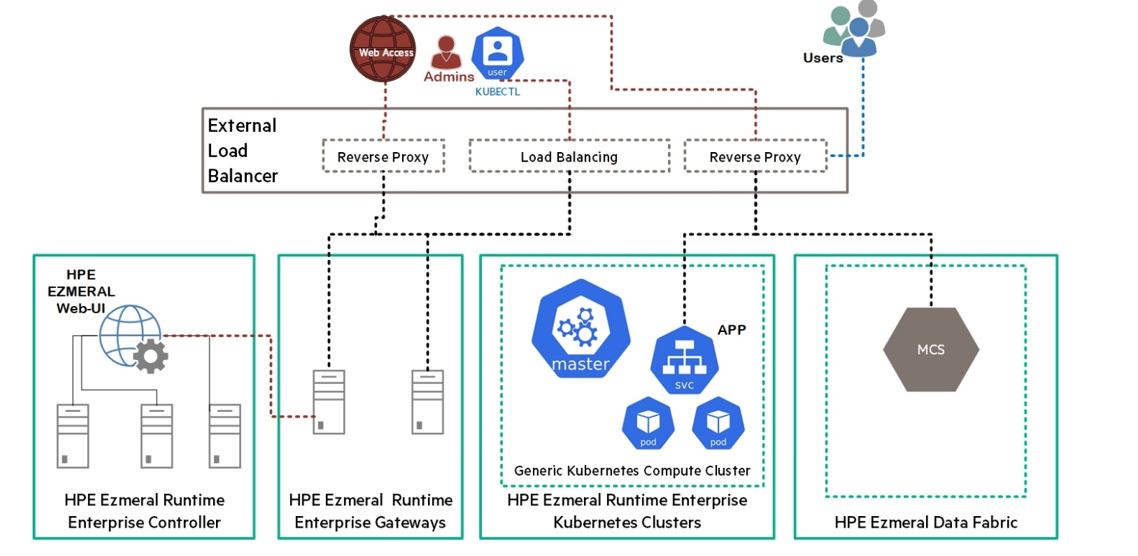 Web Access
Admins
user
KUBECTL
Users
External
Load
Balancer
Reverse Proxy
Load Balancing
Reverse Proxy
HPE
EZMERAL
Web-UI
HPE Ezmeral Runtime
Enterprise Controller
HPE Ezmeral Runtime
Enterprise Gateways
master
APP
svc
pod
pod
Generic Kubernetes Compute Cluster
HPE Ezmeral Runtime Enterprise
Kubernetes Clusters
MCS
HPE Ezmeral Data Fabric